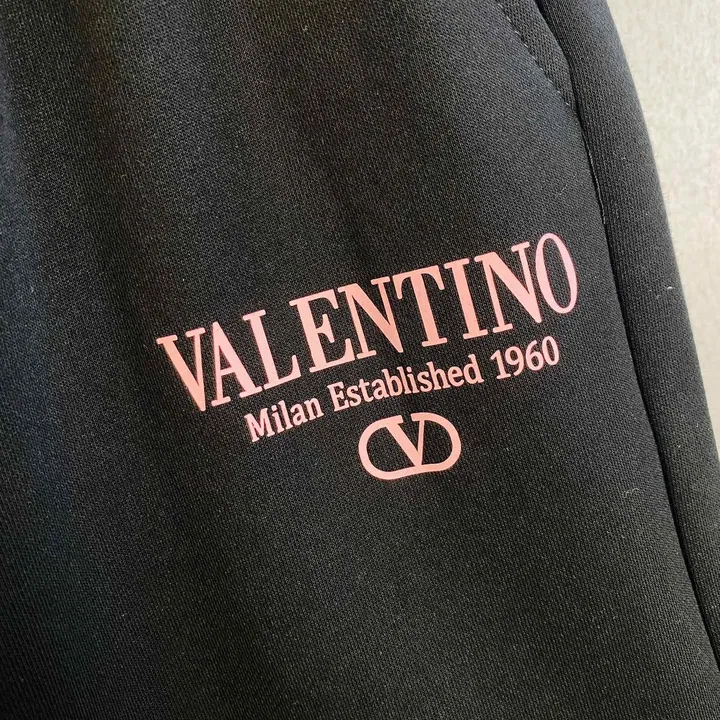 VALENTINO
Milan Established 1960
V